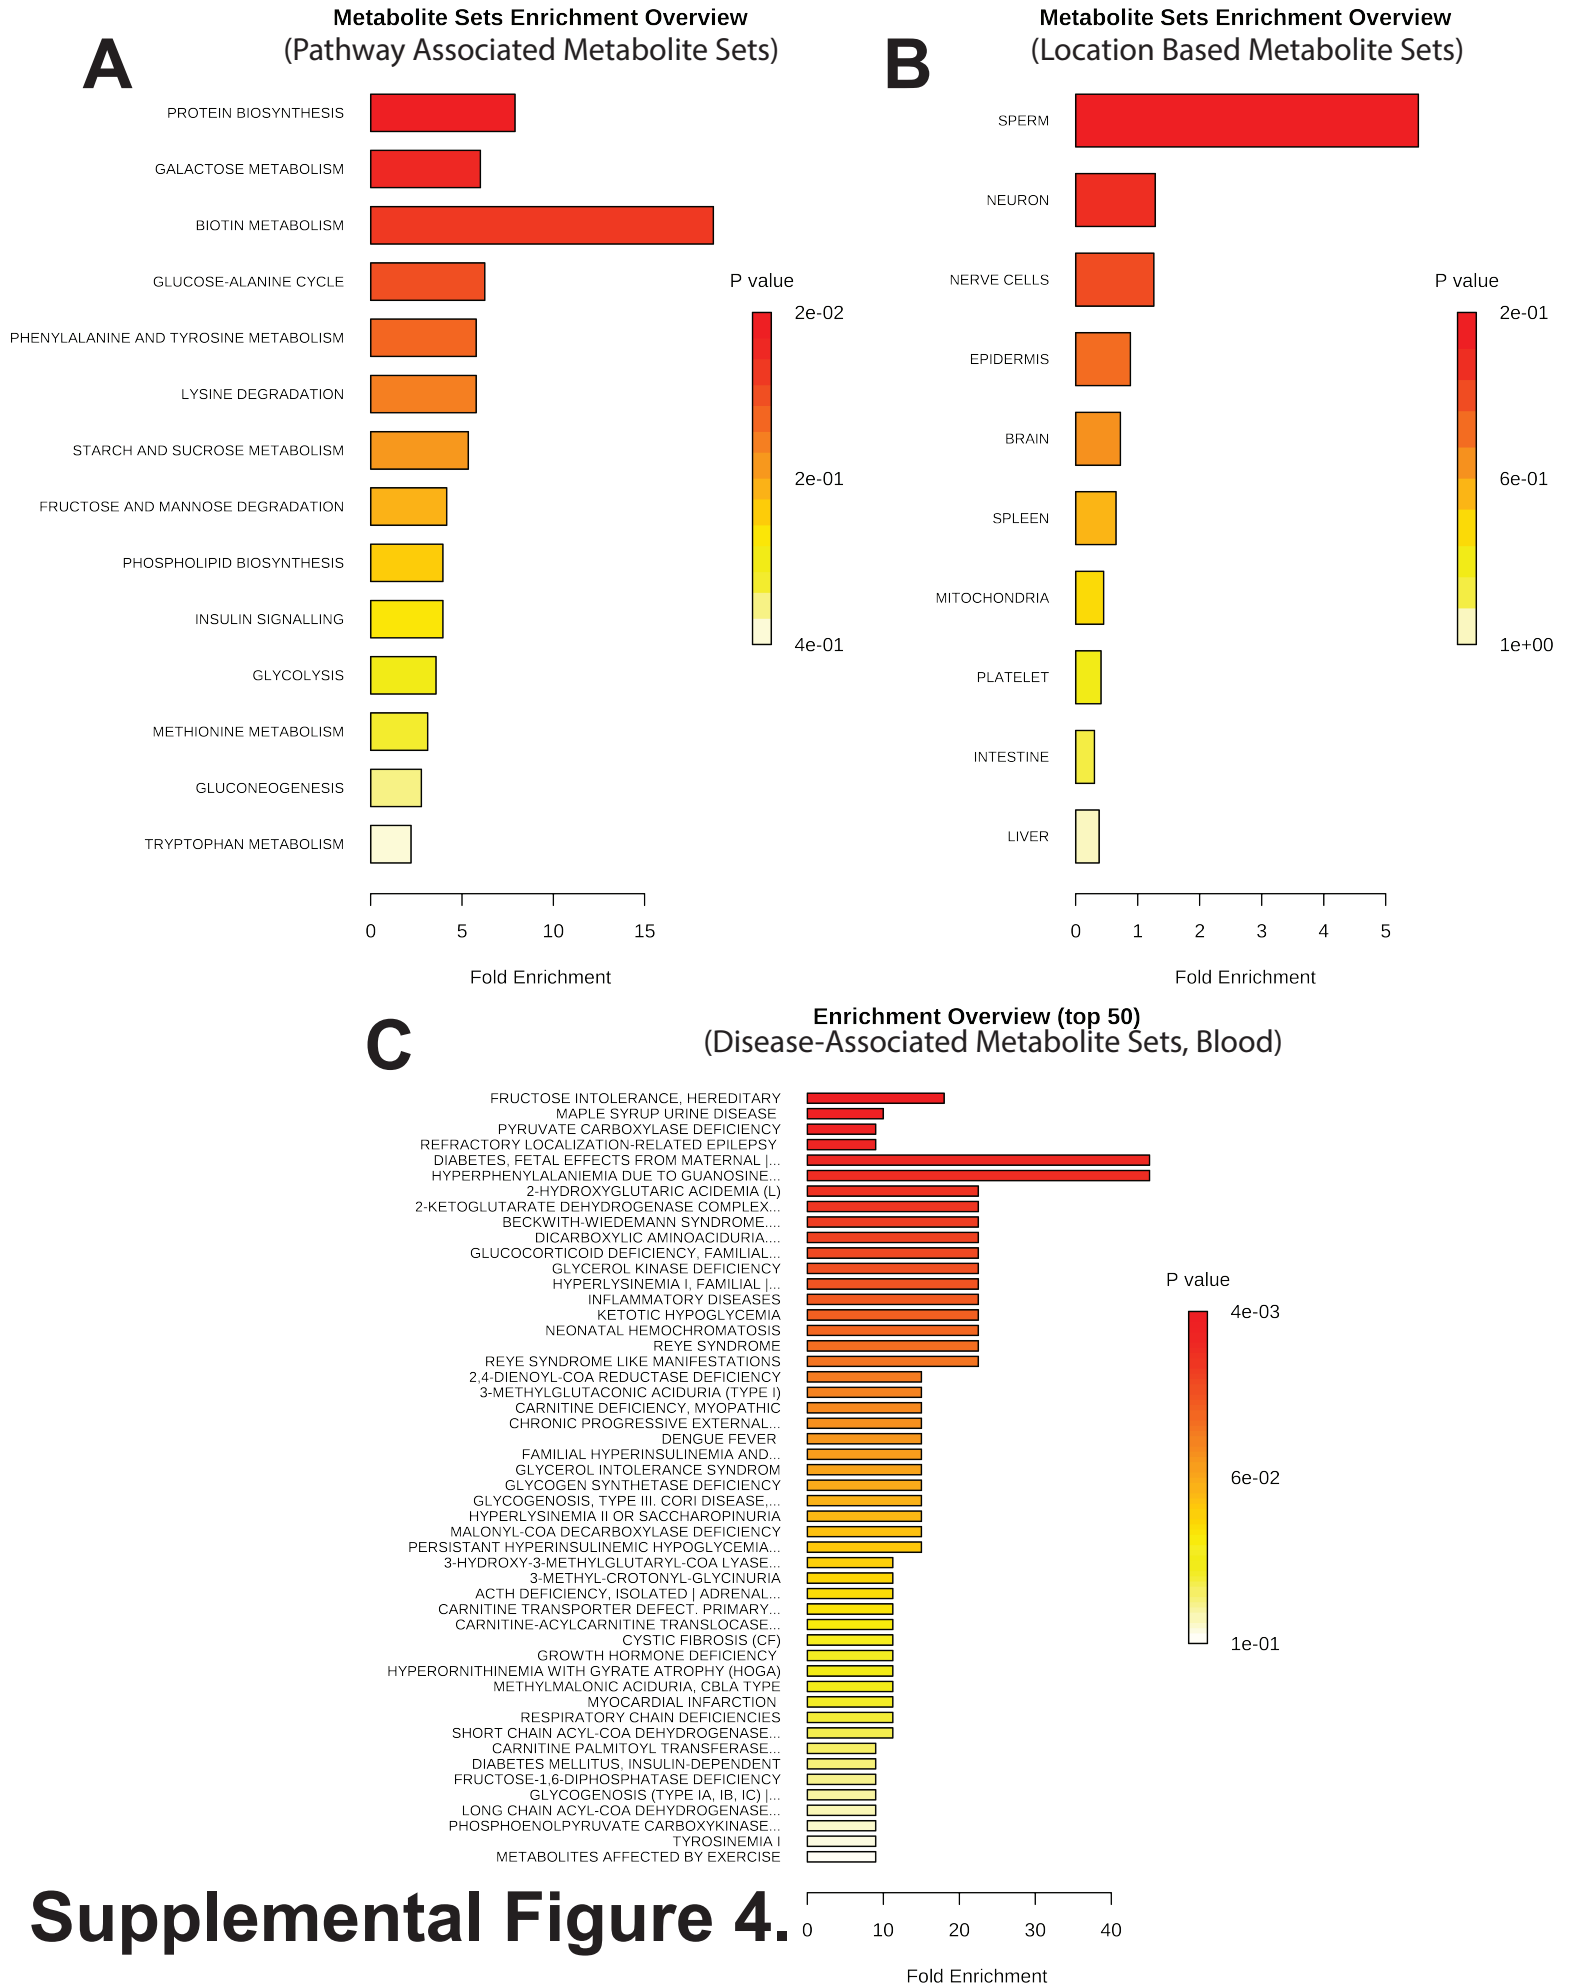 A
Metabolite Sets Enrichment Overview
(Pathway Associated Metabolite Sets)
PROTEIN BIOSYNTHESIS
GALACTOSE METABOLISM
BIOTIN METABOLISM
GLUCOSE-ALANINE CYCLE
PHENYLALANINE AND TYROSINE METABOLISM
LYSINE DEGRADATION
STARCH AND SUCROSE METABOLISM
FRUCTOSE AND MANNOSE DEGRADATION
PHOSPHOLIPID BIOSYNTHESIS
INSULIN SIGNALLING
GLYCOLYSIS
METHIONINE METABOLISM
GLUCONEOGENESIS
TRYPTOPHAN METABOLISM
0 5 10 15
Fold Enrichment
P value
2e-02
2e-01
4e-01
B
Metabolite Sets Enrichment Overview
(Location Based Metabolite Sets)
SPERM
NEURON
NERVE CELLS
EPIDERMIS
BRAIN
SPLEEN
MITOCHONDRIA
PLATELET
INTESTINE
LIVER
0 1 2 3 4 5
Fold Enrichment
P value
2e-01
6e-01
1e+00
C
Enrichment Overview (top 50)
(Disease-Associated Metabolite Sets, Blood)
FRUCTOSE INTOLERANCE, HEREDITARY
MAPLE SYRUP URINE DISEASE
PYRUVATE CARBOXYLASE DEFICIENCY
REFRACTORY LOCALIZATION-RELATED EPILEPSY
DIABETES, FETAL EFFECTS FROM MATERNAL |...
HYPERPHENYLALANIEMIA DUE TO GUANOSINE...
2-HYDROXYGLUTARIC ACIDEMIA (L)
2-KETOGLUTARATE DEHYDROGENASE COMPLEX...
BECKWITH-WIEDEMANN SYNDROME....
DICARBOXYLIC AMINOACIDURIA....
GLUCOCORTICOID DEFICIENCY, FAMILIAL...
GLYCEROL KINASE DEFICIENCY
HYPERLYSINEMIA I, FAMILIAL |...
INFLAMMATORY DISEASES
KETOTIC HYPOGLYCEMIA
NEONATAL HEMOCHROMATOSIS
REYE SYNDROME
REYE SYNDROME LIKE MANIFESTATIONS
2,4-DIENOYL-COA REDUCTASE DEFICIENCY
3-METHYLGLUTACONIC ACIDURIA (TYPE I)
CARNITINE DEFICIENCY, MYOPATHIC
CHRONIC PROGRESSIVE EXTERNAL...
DENGUE FEVER
FAMILIAL HYPERINSULINEMIA AND...
GLYCEROL INTOLERANCE SYNDROM
GLYCOGEN SYNTHETASE DEFICIENCY
GLYCOGENOSIS, TYPE III. CORI DISEASE,...
HYPERLYSINEMIA II OR SACCHAROPINURIA
MALONYL-COA DECARBOXYLASE DEFICIENCY
PERSISTANT HYPERINSULINEMIC HYPOGLYCEMIA...
3-HYDROXY-3-METHYLGLUTARYL-COA LYASE...
3-METHYL-CROTONYL-GLYCINURIA
ACTH DEFICIENCY, ISOLATED | ADRENAL...
CARNITINE TRANSPORTER DEFECT. PRIMARY...
CARNITINE-ACYLCARNITINE TRANSLOCASE...
CYSTIC FIBROSIS (CF)
GROWTH HORMONE DEFICIENCY
HYPERORNITHINEMIA WITH GYRATE ATROPHY (HOGA)
METHYLMALONIC ACIDURIA, CBLA TYPE
MYOCARDIAL INFARCTION
RESPIRATORY CHAIN DEFICIENCIES
SHORT CHAIN ACYL-COA DEHYDROGENASE...
CARNITINE PALMITOYL TRANSFERASE...
DIABETES MELLITUS, INSULIN-DEPENDENT
FRUCTOSE-1,6-DIPHOSPHATASE DEFICIENCY
GLYCOGENOSIS (TYPE IA, IB, IC) |...
LONG CHAIN ACYL-COA DEHYDROGENASE...
PHOSPHOENOLPYRUVATE CARBOXYKINASE...
TYROSINEMIA I
METABOLITES AFFECTED BY EXERCISE
0 10 20 30 40
Fold Enrichment
P value
4e-03
6e-02
1e-01
Supplemental Figure 4.